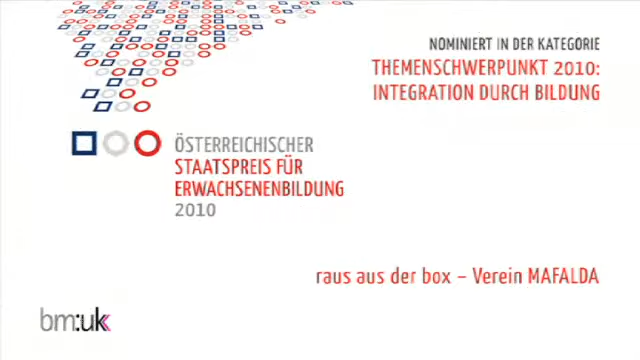 NOMINIERT IN DER KATEGORIE
THEMENSCHWERPUNKT 2010:
INTEGRATION DURCH BILDUNG
ÖSTERREICHISCHER
STAATSPREIS FÜR
ERWACHSENENBILDUNG
2010
raus aus der box – Verein MAFALDA
bm:uk